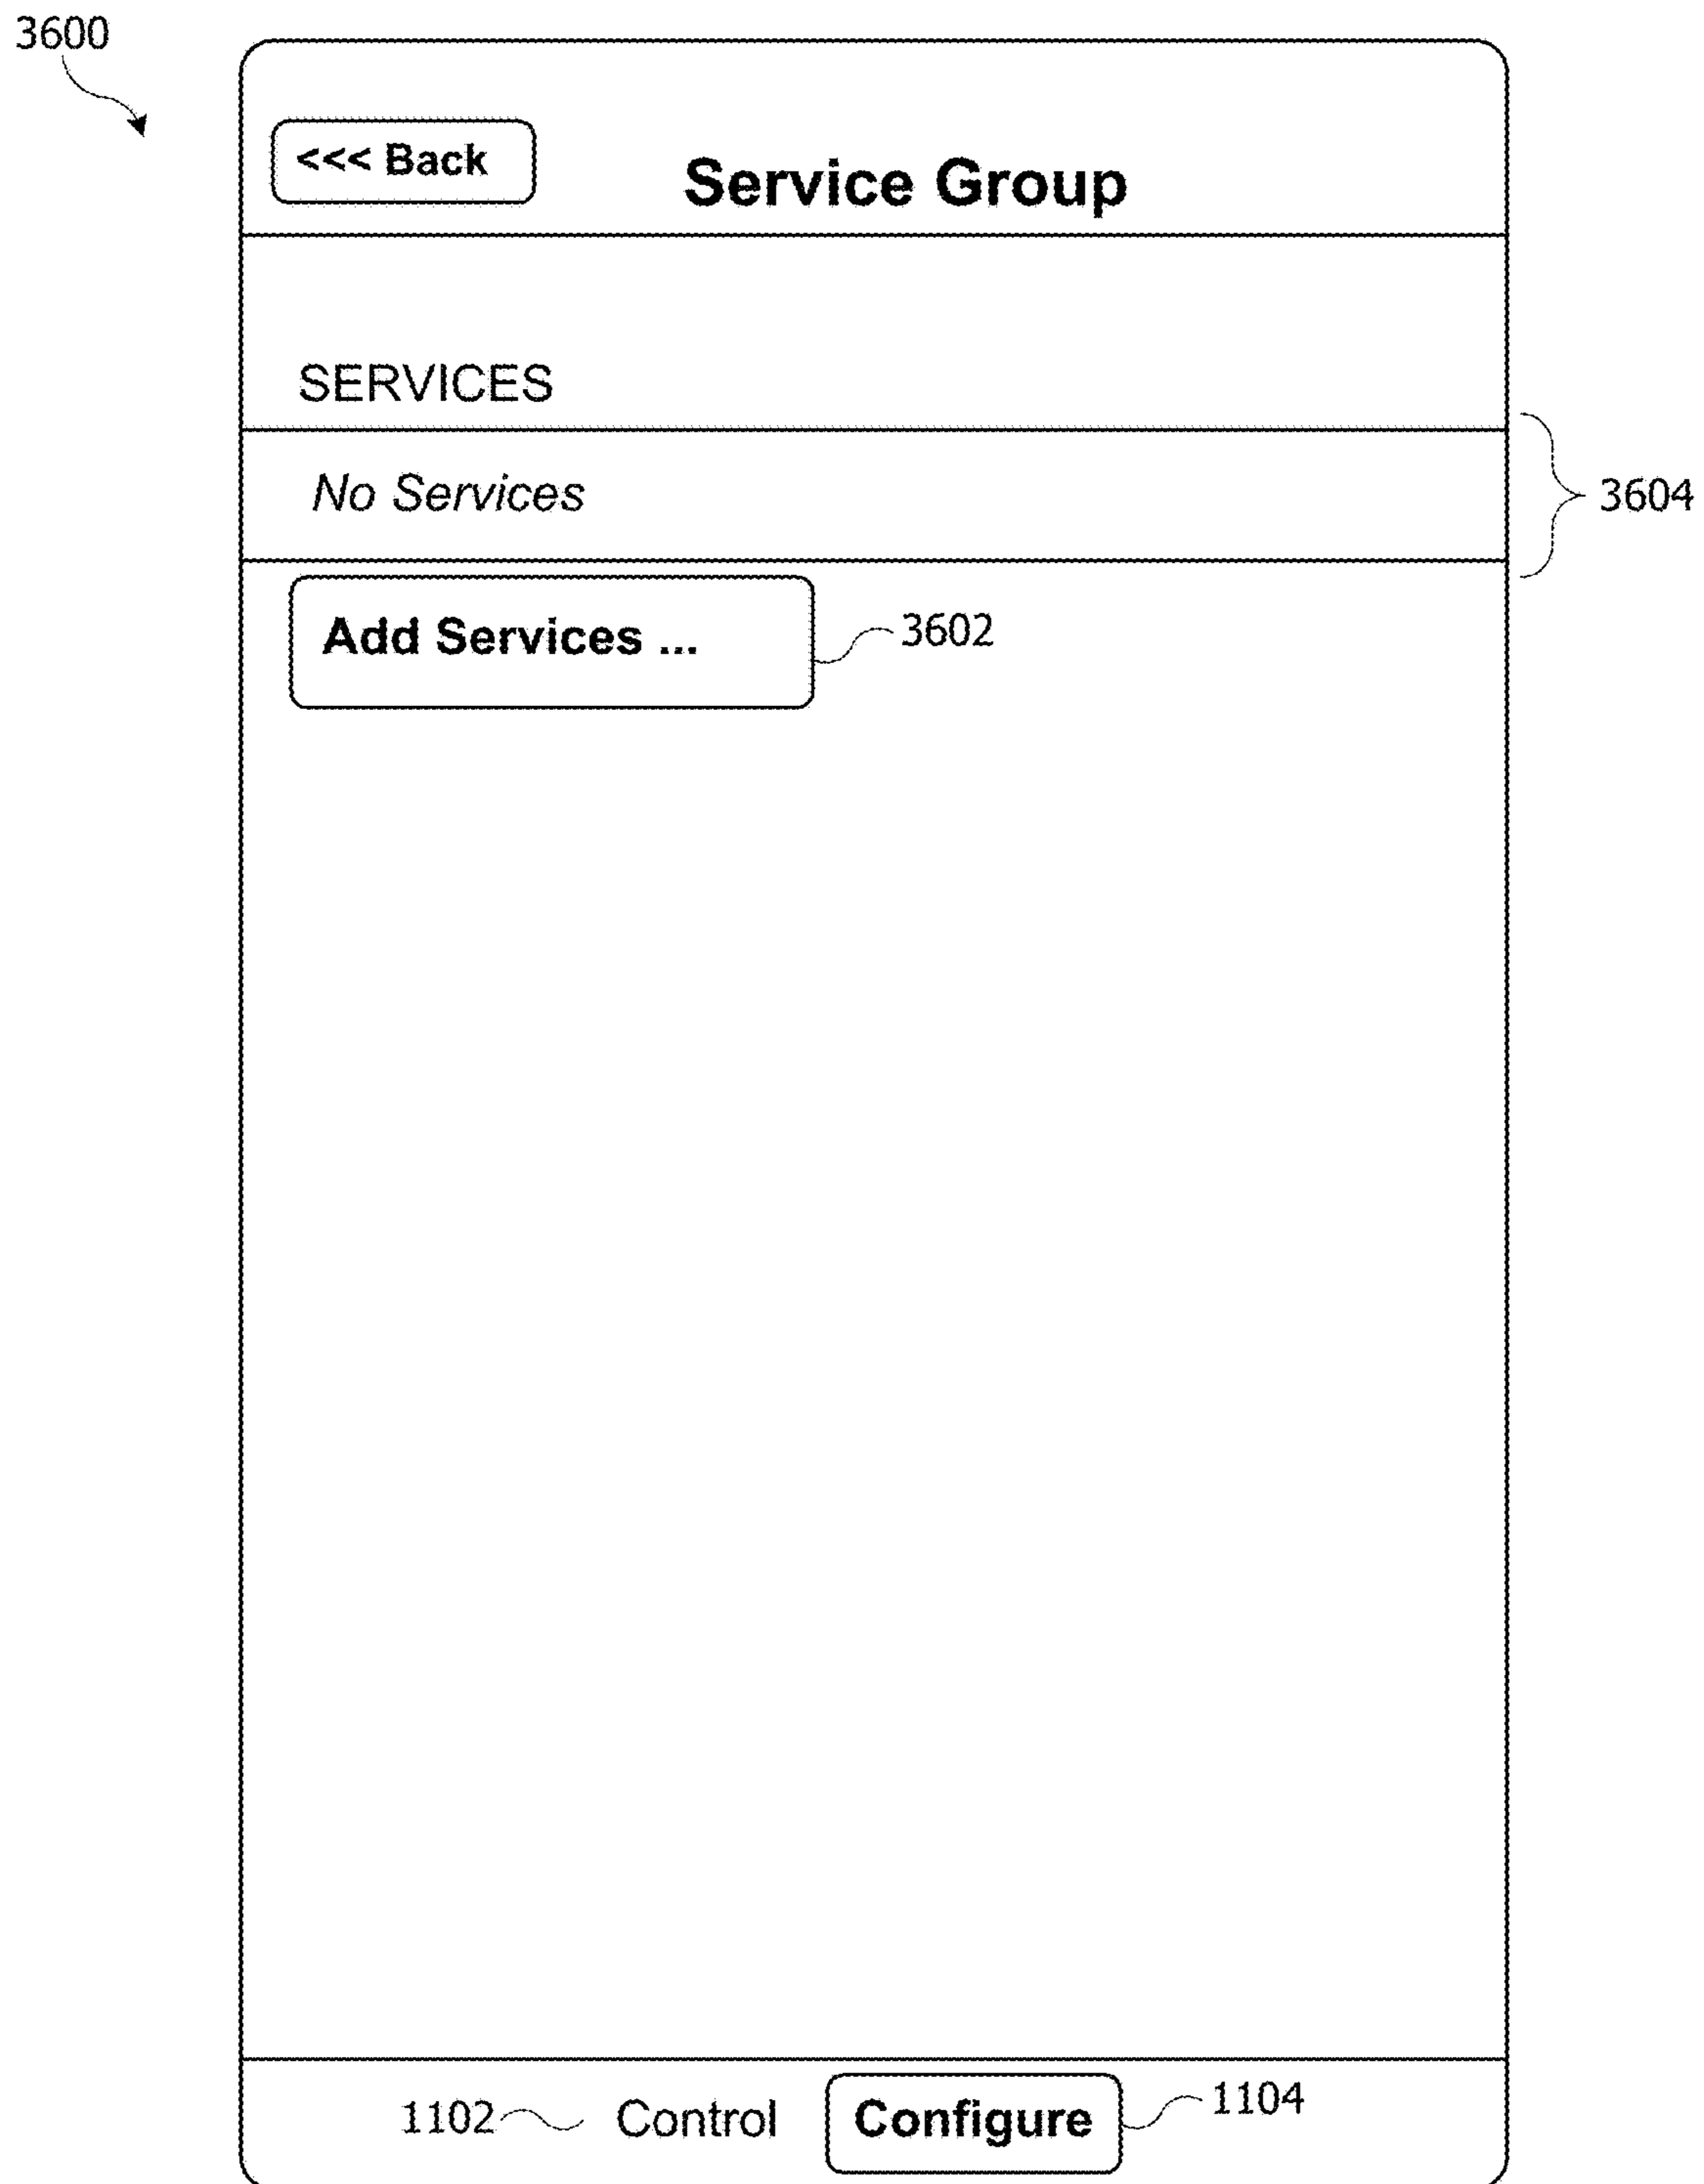 3600
<<< Back
Service Group
SERVICES
No Services
3604
Add Services ...
3602
1102
Control
Configure
1104